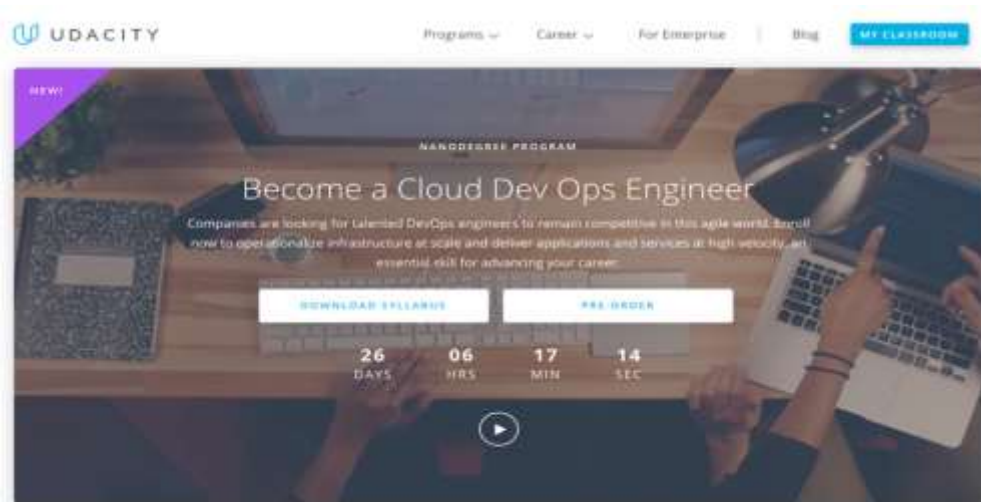 UDACITY
Programs
Career
For Enterprise
Blog
MY CLASSROOM
NEW!
NANODEGREE PROGRAM
Become a Cloud Dev Ops Engineer
Companies are looking for talented DevOps engineers to remain competitive in this agile world. Enroll
now to operationalize infrastructure at scale and deliver applications and services at high velocity, an
essential skill for advancing your career.
DOWNLOAD SYLLABUS
PRE-ORDER
26 06 17 14
DAYS HRS MIN SEC